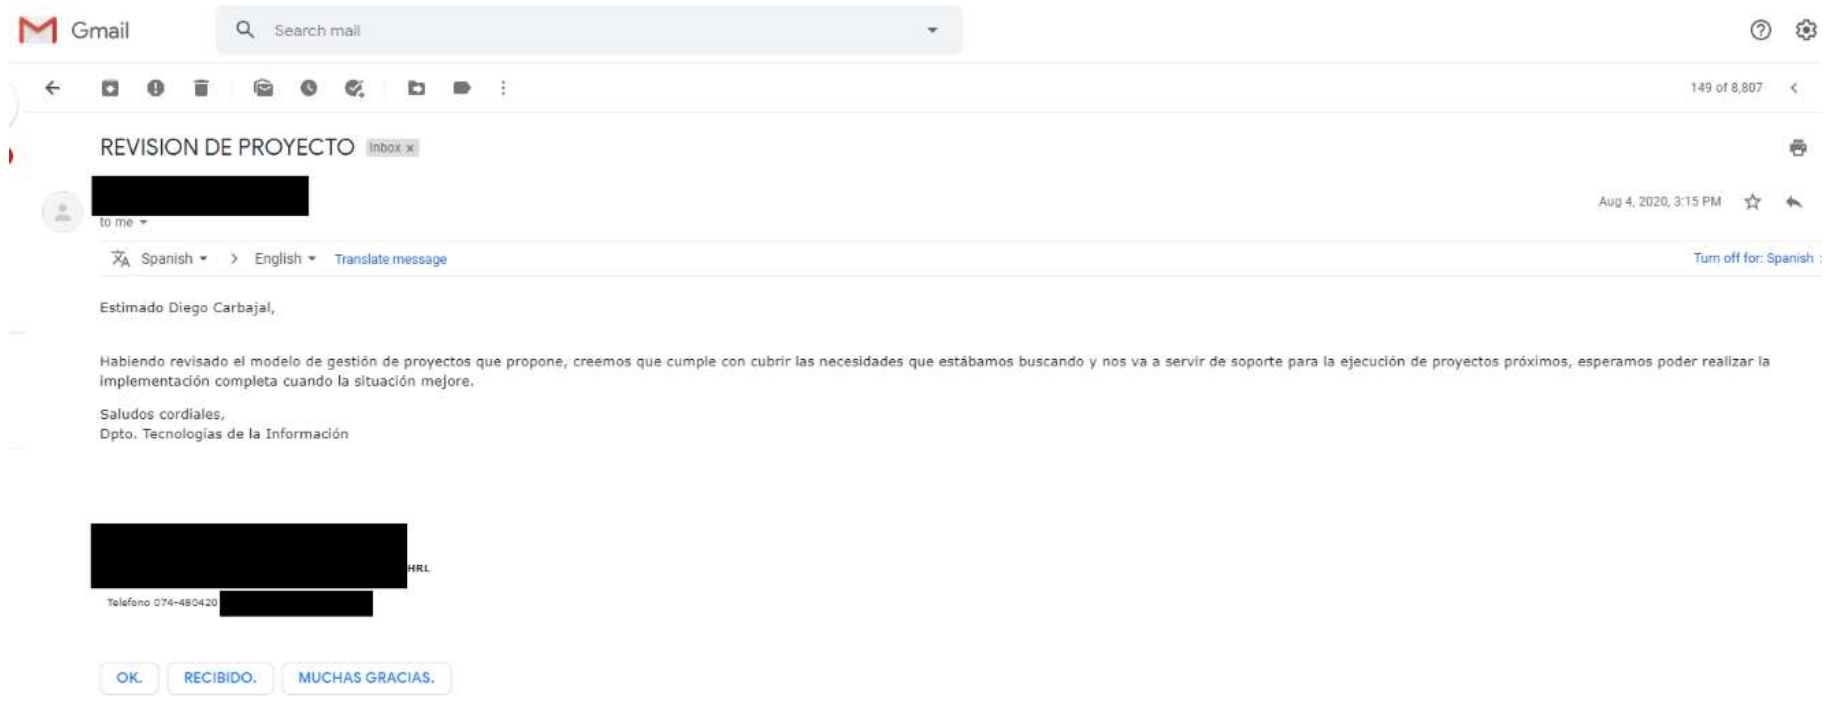 Gmail
Search mail
149 of 8,807
REVISION DE PROYECTO Inbox x
to me
Aug 4, 2020, 3:15 PM
Spanish > English Translate message
Turn off for: Spanish
Estimado Diego Carbajal,
Habiendo revisado el modelo de gestión de proyectos que propone, creemos que cumple con cubrir las necesidades que estábamos buscando y nos va a servir de soporte para la ejecución de proyectos próximos, esperamos poder realizar la
implementación completa cuando la situación mejore.
Saludos cordiales,
Dpto. Tecnologías de la Información
HRL
Telefono 074-480420
OK.
RECIBIDO.
MUCHAS GRACIAS.